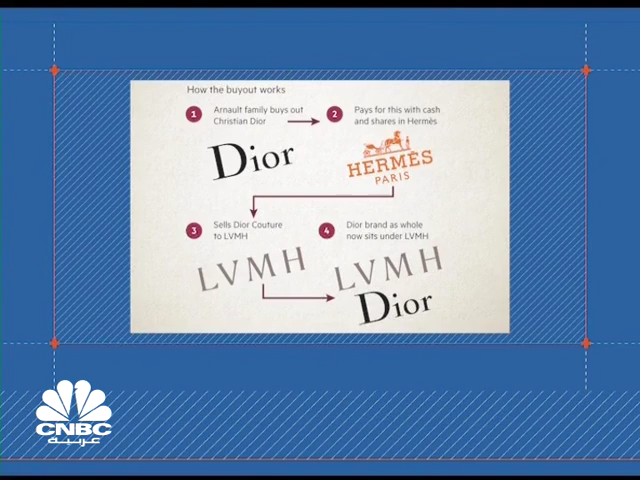 How the buyout works
1
Arnault family buys out
Christian Dior
2
Pays for this with cash
and shares in Hermès
Dior
HERMÈS
PARIS
3
Sells Dior Couture
to LVMH
4
Dior brand as whole
now sits under LVMH
LVMH
LVMH
Dior
CNBC
عربية